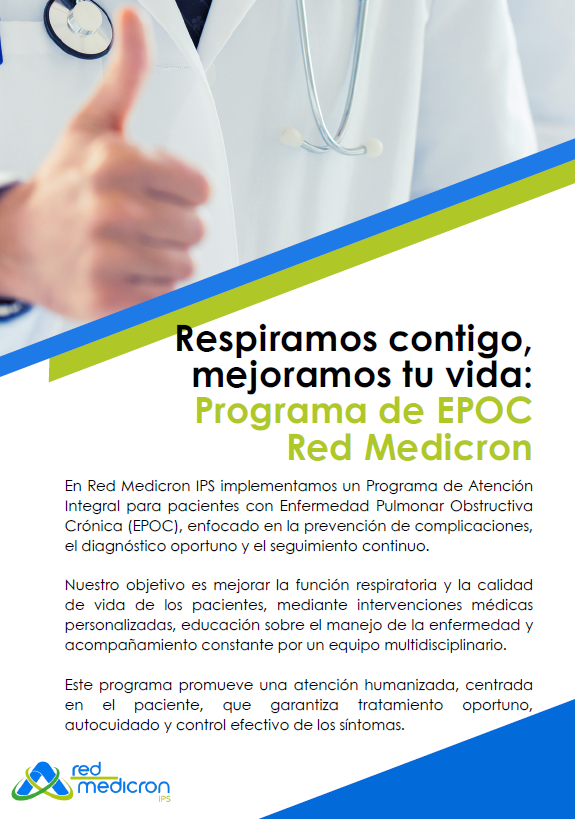 Respiramos contigo,
mejoramos tu vida:
Programa de EPOC
Red Medicron
En Red Medicron IPS implementamos un Programa de Atención
Integral para pacientes con Enfermedad Pulmonar Obstructiva
Crónica (EPOC), enfocado en la prevención de complicaciones,
el diagnóstico oportuno y el seguimiento continuo.
Nuestro objetivo es mejorar la función respiratoria y la calidad
de vida de los pacientes, mediante intervenciones médicas
personalizadas, educación sobre el manejo de la enfermedad y
acompañamiento constante por un equipo multidisciplinario.
Este programa promueve una atención humanizada, centrada
en el paciente, que garantiza tratamiento oportuno,
autocuidado y control efectivo de los síntomas.
red
medicron
IPS